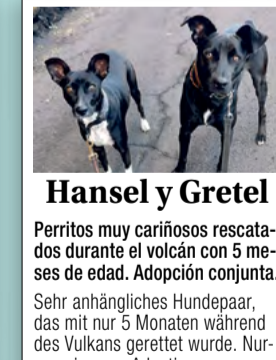 Hansel y Gretel
Perritos muy cariñosos rescata-
dos durante el volcán con 5 me-
ses de edad. Adopción conjunta.
Sehr anhängliches Hundepaar,
das mit nur 5 Monaten während
des Vulkans gerettet wurde. Nur-